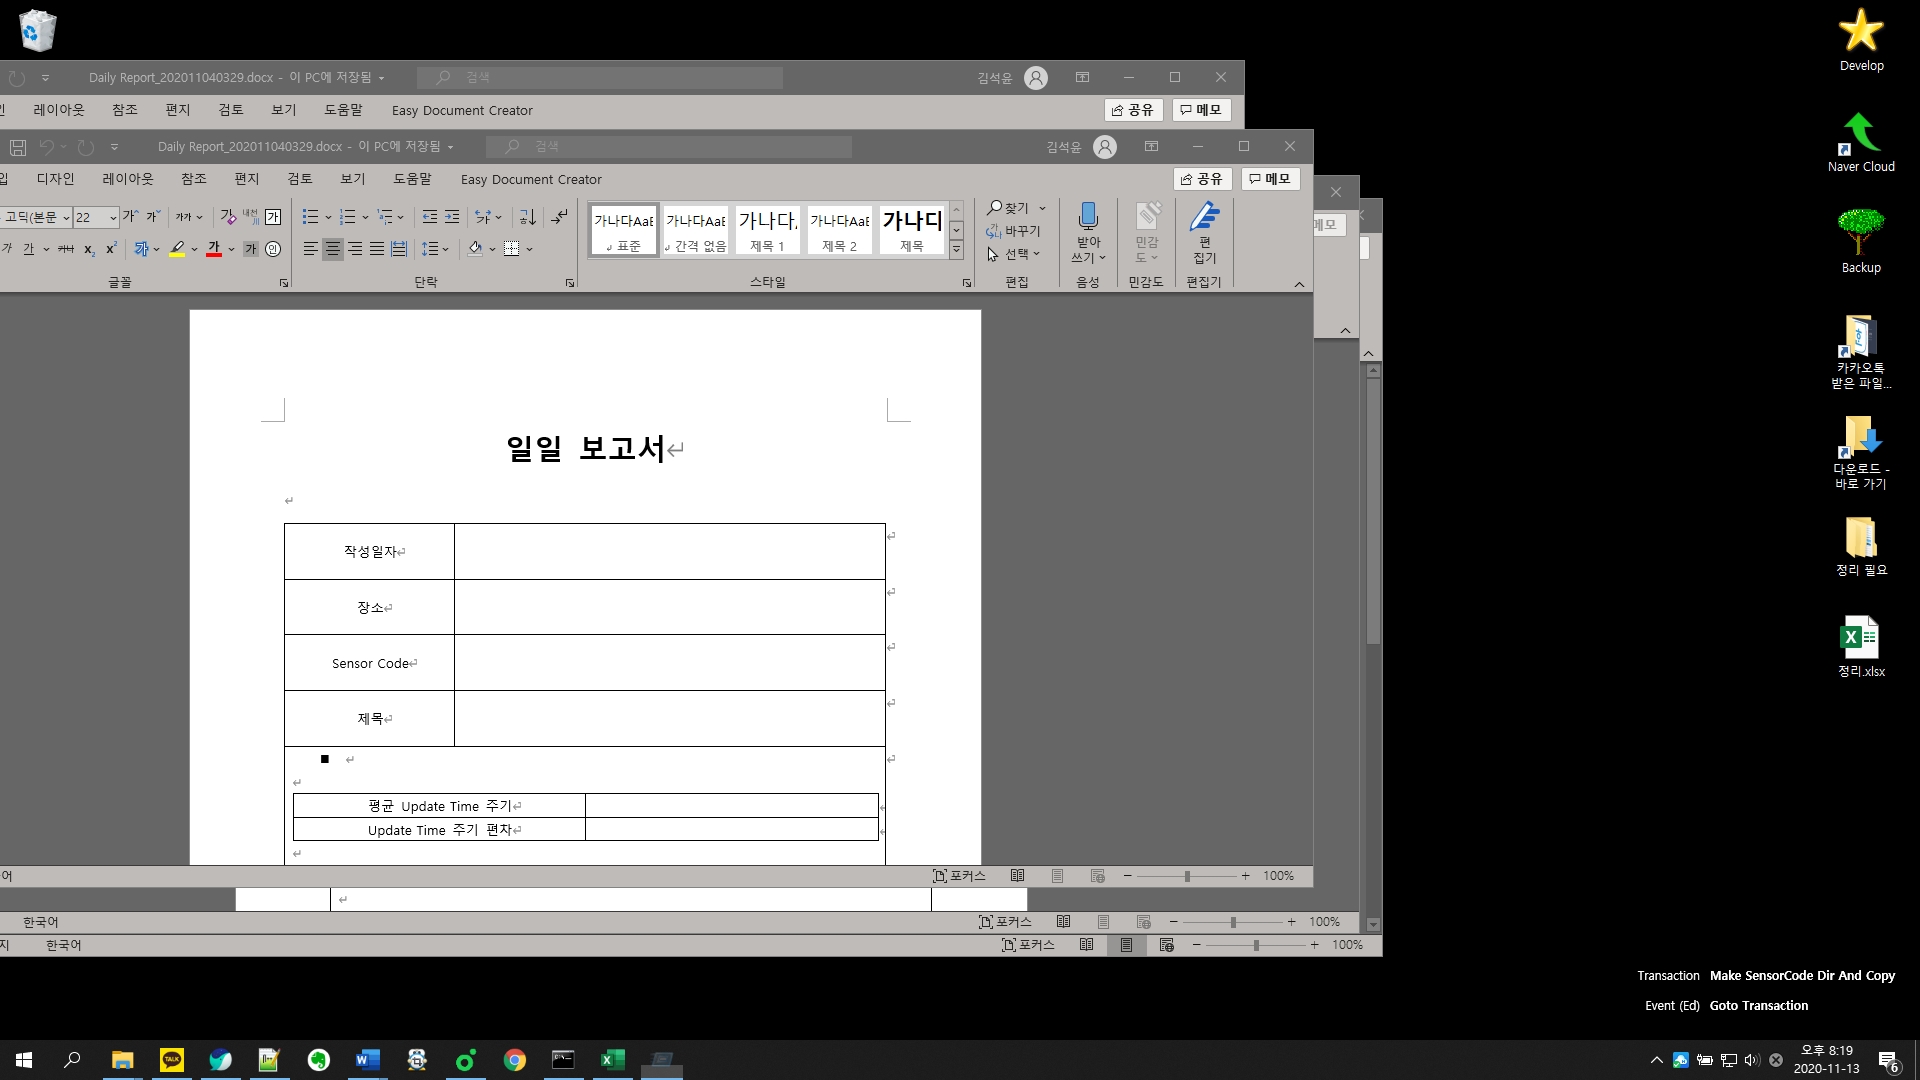 Daily Report_202011040329.docx - 이 PC에 저장됨
검색
김석윤
레이아웃 참조 편지 검토 보기 도움말 Easy Document Creator
공유 메모
Daily Report_202011040329.docx - 이 PC에 저장됨
검색
김석윤
입 디자인 레이아웃 참조 편지 검토 보기 도움말 Easy Document Creator
공유 메모
메모
고딕(본문 22
가나다AaB 가나다AaB 가나다 가나다AaB 가나다
표준 간격 없음 제목 1 제목 2 제목
찾기
바꾸기
선택
받아
쓰기
민감
도
편
집기
글꼴 단락 스타일 편집 음성 민감도 편집기
일일 보고서
작성일자
장소
Sensor Code
제목
평균 Update Time 주기
Update Time 주기 편차
어
포커스 100%
한국어 포커스 100%
지 한국어 포커스 100%
Develop
Naver Cloud
Backup
카카오톡
받은 파일...
다운로드 -
바로 가기
정리 필요
정리.xlsx
Transaction Make SensorCode Dir And Copy
Event (Ed) Goto Transaction
TALK
오후 8:19
2020-11-13
6